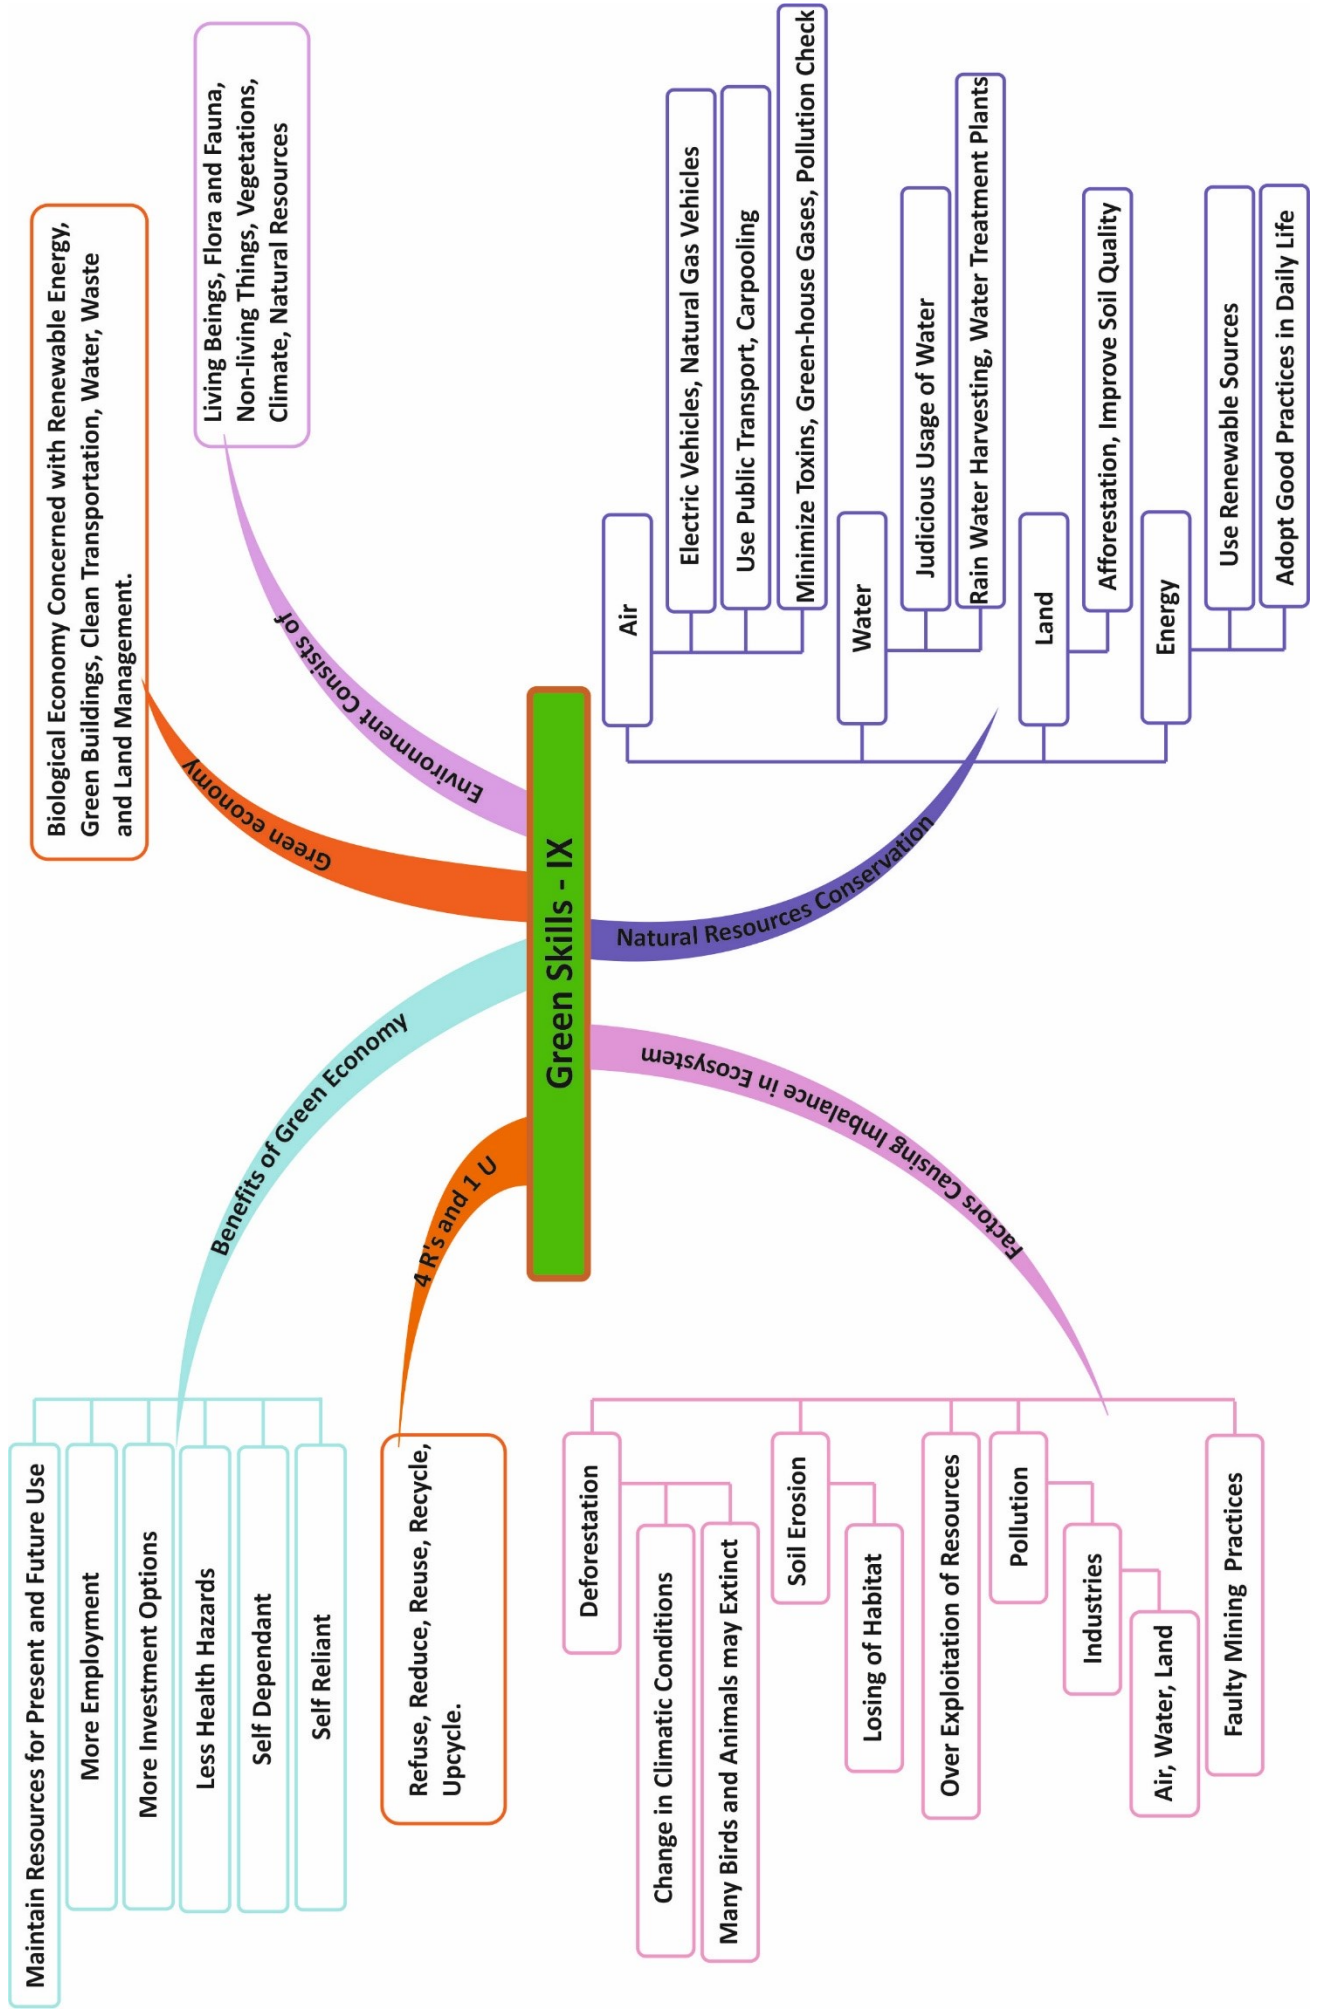 Green Skills - IX
Benefits of Green Economy
Maintain Resources for Present and Future Use
More Employment
More Investment Options
Less Health Hazards
Self Dependant
Self Reliant
4 R's and 1 U
Refuse, Reduce, Reuse, Recycle,
Upcycle.
Green economy
Biological Economy Concerned with Renewable Energy,
Green Buildings, Clean Transportation, Water, Waste
and Land Management.
Environment Consists of
Living Beings, Flora and Fauna,
Non-living Things, Vegetations,
Climate, Natural Resources
Factors Causing Imbalance in Ecosystem
Deforestation
Change in Climatic Conditions
Many Birds and Animals may Extinct
Soil Erosion
Losing of Habitat
Over Exploitation of Resources
Pollution
Industries
Air, Water, Land
Faulty Mining Practices
Natural Resources Conservation
Air
Electric Vehicles, Natural Gas Vehicles
Use Public Transport, Carpooling
Minimize Toxins, Green-house Gases, Pollution Check
Water
Judicious Usage of Water
Rain Water Harvesting, Water Treatment Plants
Land
Afforestation, Improve Soil Quality
Energy
Use Renewable Sources
Adopt Good Practices in Daily Life